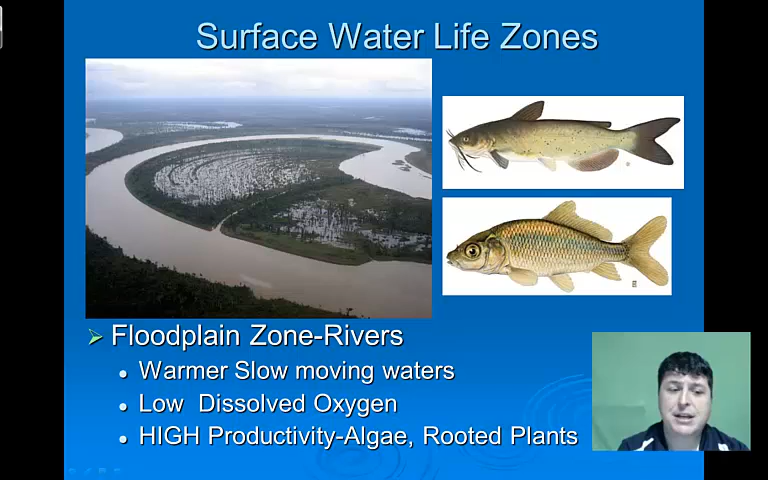 Surface Water Life Zones
Floodplain Zone-Rivers
Warmer Slow moving waters
Low Dissolved Oxygen
HIGH Productivity-Algae, Rooted Plants